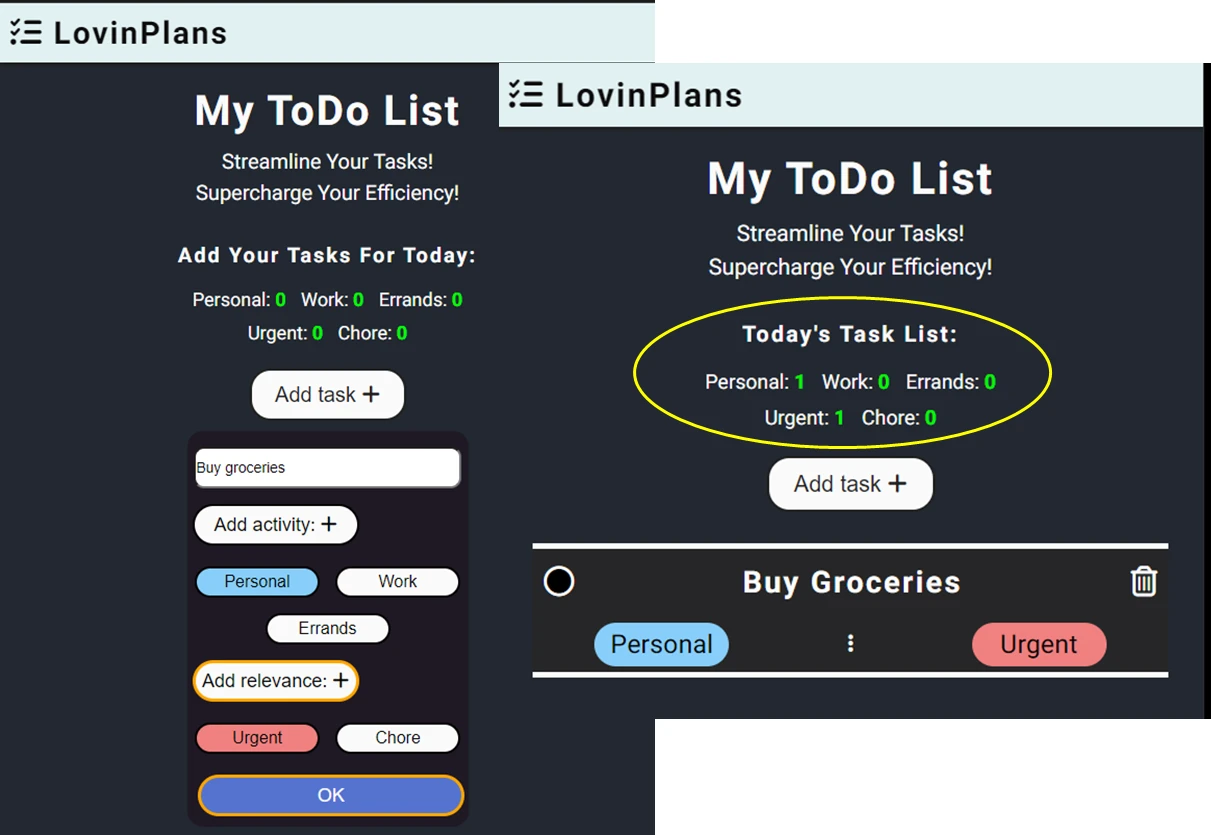 LovinPlans
My ToDo List
Streamline Your Tasks!
Supercharge Your Efficiency!
Add Your Tasks For Today:
Personal: 0 Work: 0 Errands: 0
Urgent: 0 Chore: 0
Add task +
Buy groceries
Add activity: +
Personal Work
Errands
Add relevance: +
Urgent Chore
OK
LovinPlans
My ToDo List
Streamline Your Tasks!
Supercharge Your Efficiency!
Today's Task List:
Personal: 1 Work: 0 Errands: 0
Urgent: 1 Chore: 0
Add task +
Buy Groceries
Personal Urgent